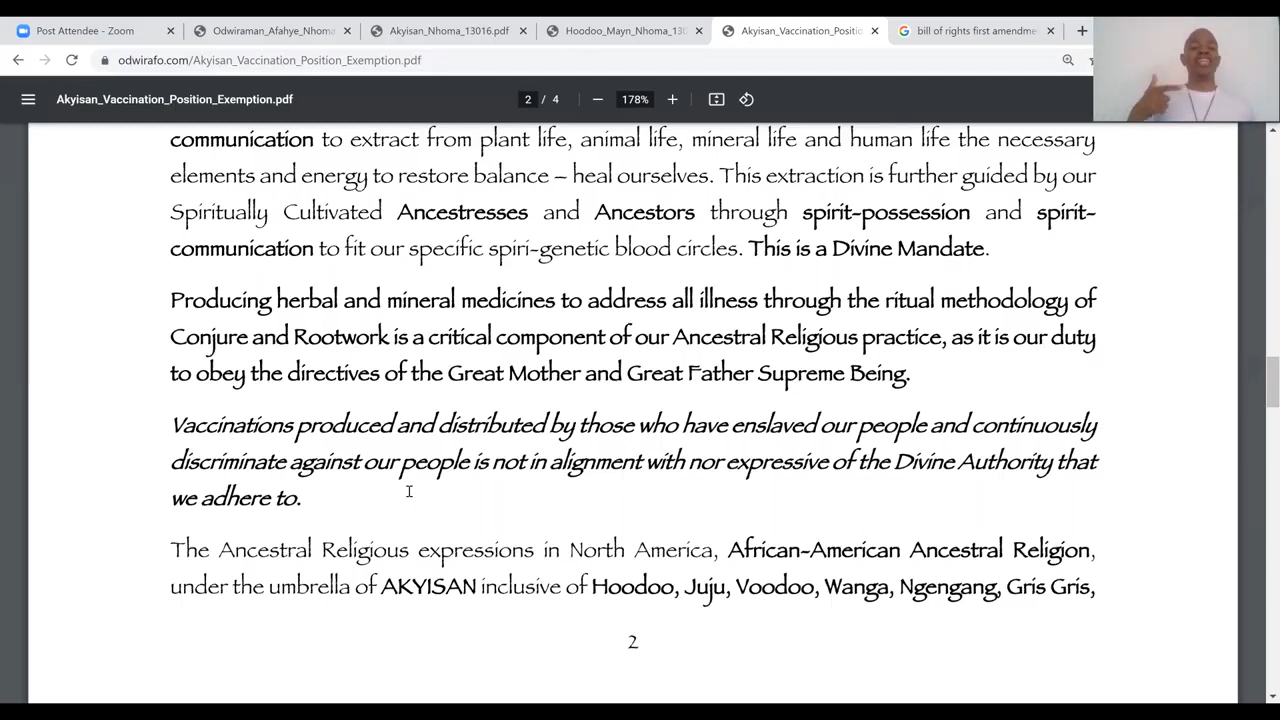 Post Attendee - Zoom
Odwiraman_Afahye_Nhoma
Akyisan_Nhoma_13016.pdf
Hoodoo_Mayn_Nhoma_130
Akyisan_Vaccination_Positio
bill of rights first amendme
odwirafo.com/Akyisan_Vaccination_Position_Exemption.pdf
Akyisan_Vaccination_Position_Exemption.pdf
2 / 4
178%
communication to extract from plant life, animal life, mineral life and human life the necessary
elements and energy to restore balance – heal ourselves. This extraction is further guided by our
Spiritually Cultivated Ancestresses and Ancestors through spirit-possession and spirit-
communication to fit our specific spiri-genetic blood circles. This is a Divine Mandate.
Producing herbal and mineral medicines to address all illness through the ritual methodology of
Conjure and Rootwork is a critical component of our Ancestral Religious practice, as it is our duty
to obey the directives of the Great Mother and Great Father Supreme Being.
Vaccinations produced and distributed by those who have enslaved our people and continuously
discriminate against our people is not in alignment with nor expressive of the Divine Authority that
we adhere to.
The Ancestral Religious expressions in North America, African-American Ancestral Religion,
under the umbrella of AKYISAN inclusive of Hoodoo, Juju, Voodoo, Wanga, Ngengang, Gris Gris,
2